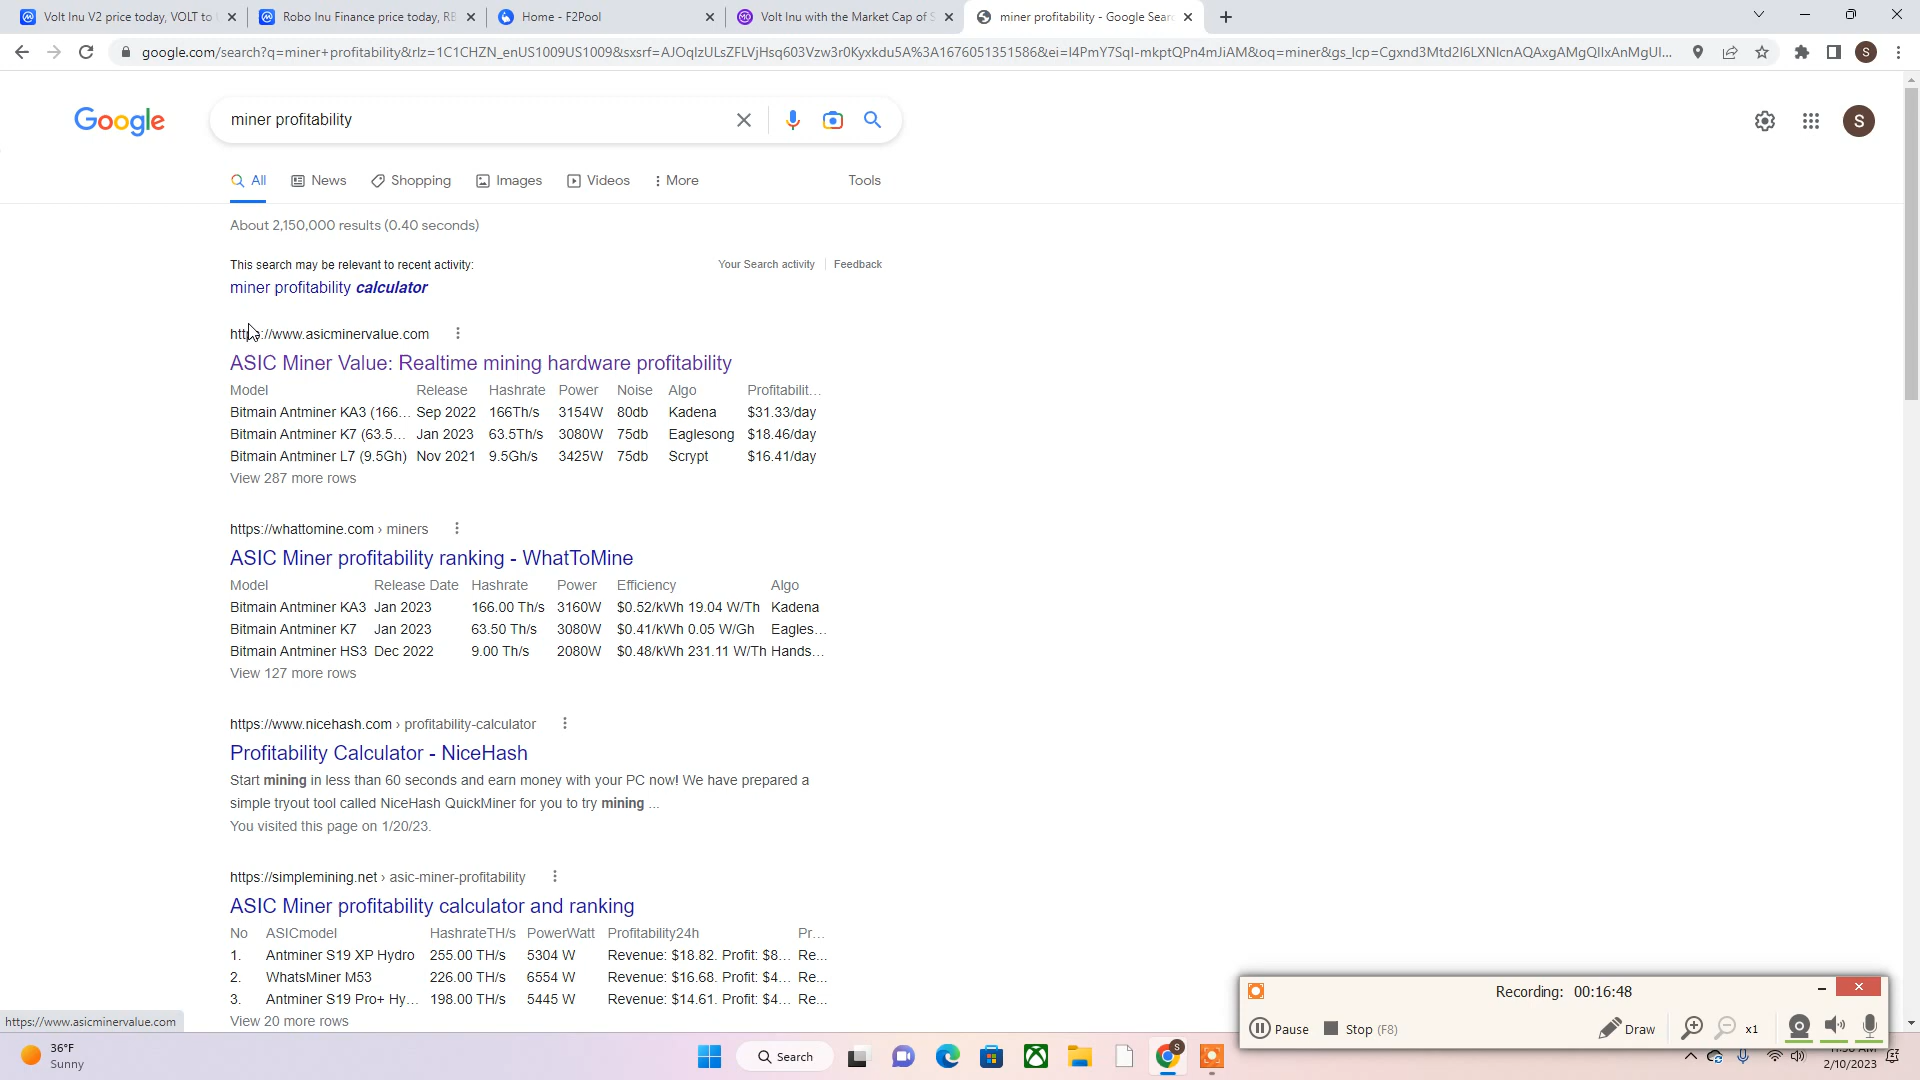 Volt Inu V2 price today, VOLT to
Robo Inu Finance price today, RB
Home - F2Pool
Volt Inu with the Market Cap of $
miner profitability - Google Sear
google.com/search?q=miner+profitability&rlz=1C1CHZN_enUS1009US1009&sxsrf=AJOqlzULsZFLVjHsq603Vzw3r0Kyxkdu5A%3A1676051351586&ei=l4PmY7SqI-mkptQPn4mJiAM&oq=miner&gs_lcp=Cgxnd3Mtd2l6LXNlcnAQAxgAMgQIIxAnMgUI...
S
Google
miner profitability
S
All
News
Shopping
Images
Videos
More
Tools
About 2,150,000 results (0.40 seconds)
This search may be relevant to recent activity:
Your Search activity
Feedback
miner profitability calculator
https://www.asicminervalue.com
ASIC Miner Value: Realtime mining hardware profitability
Model Release Hashrate Power Noise Algo Profitabilit...
Bitmain Antminer KA3 (166... Sep 2022 166Th/s 3154W 80db Kadena $31.33/day
Bitmain Antminer K7 (63.5... Jan 2023 63.5Th/s 3080W 75db Eaglesong $18.46/day
Bitmain Antminer L7 (9.5Gh) Nov 2021 9.5Gh/s 3425W 75db Scrypt $16.41/day
View 287 more rows
https://whattomine.com › miners
ASIC Miner profitability ranking - WhatToMine
Model Release Date Hashrate Power Efficiency Algo
Bitmain Antminer KA3 Jan 2023 166.00 Th/s 3160W $0.52/kWh 19.04 W/Th Kadena
Bitmain Antminer K7 Jan 2023 63.50 Th/s 3080W $0.41/kWh 0.05 W/Gh Eagles...
Bitmain Antminer HS3 Dec 2022 9.00 Th/s 2080W $0.48/kWh 231.11 W/Th Hands...
View 127 more rows
https://www.nicehash.com › profitability-calculator
Profitability Calculator - NiceHash
Start mining in less than 60 seconds and earn money with your PC now! We have prepared a
simple tryout tool called NiceHash QuickMiner for you to try mining ...
You visited this page on 1/20/23.
https://simplemining.net › asic-miner-profitability
ASIC Miner profitability calculator and ranking
No ASICmodel HashrateTH/s PowerWatt Profitability24h Pr...
1. Antminer S19 XP Hydro 255.00 TH/s 5304 W Revenue: $18.82. Profit: $8... Re...
2. WhatsMiner M53 226.00 TH/s 6554 W Revenue: $16.68. Profit: $4... Re...
3. Antminer S19 Pro+ Hy... 198.00 TH/s 5445 W Revenue: $14.61. Profit: $4... Re...
View 20 more rows
https://www.asicminervalue.com
Recording: 00:16:48
Pause
Stop (F8)
Draw
x1
36°F
Sunny
Search
S
2/10/2023